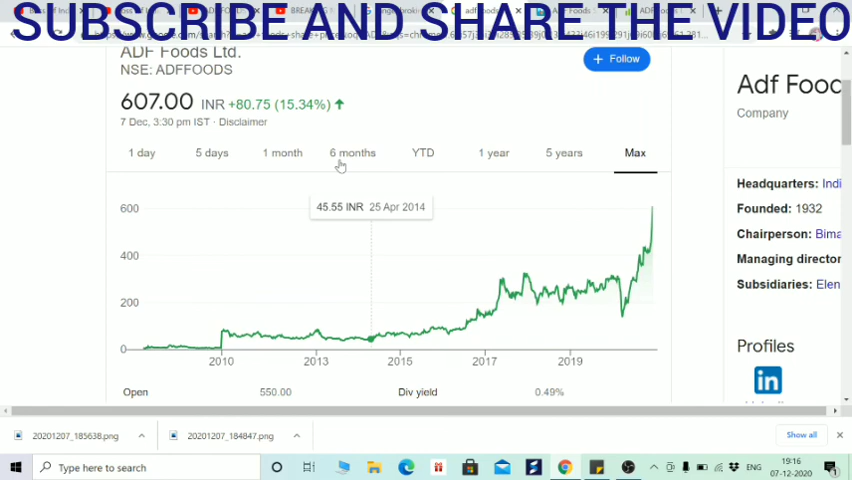 SUBSCRIBE AND SHARE THE VIDEO
ADF Foods Ltd.
NSE: ADFFOODS
+ Follow
607.00 INR +80.75 (15.34%) ↑
7 Dec, 3:30 pm IST · Disclaimer
1 day 5 days 1 month 6 months YTD 1 year 5 years Max
45.55 INR 25 Apr 2014
600
400
200
0
2010 2013 2015 2017 2019
Open 550.00 Div yield 0.49%
Adf Food
Company
Headquarters: Indi
Founded: 1932
Chairperson: Bima
Managing director
Subsidiaries: Elen
Profiles
in
20201207_185638.png
20201207_184847.png
Show all
Type here to search
ENG
19:16
07-12-2020